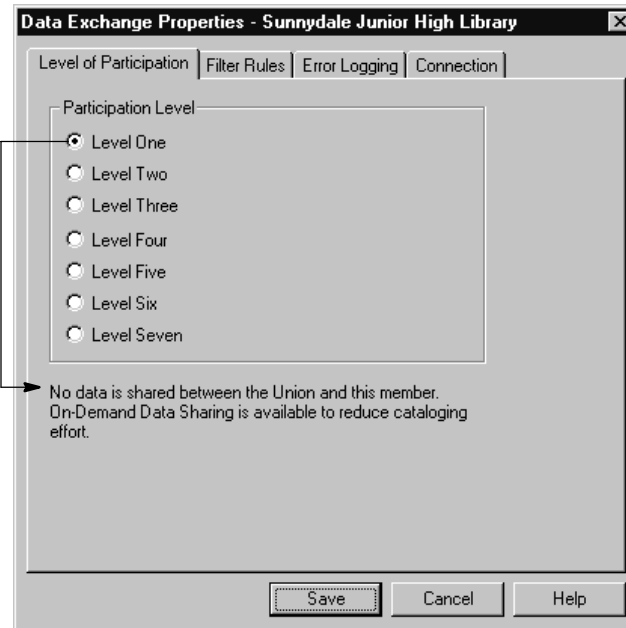 Data Exchange Properties - Sunnydale Junior High Library
Level of Participation
Filter Rules
Error Logging
Connection
Participation Level
Level One
Level Two
Level Three
Level Four
Level Five
Level Six
Level Seven
No data is shared between the Union and this member.
On-Demand Data Sharing is available to reduce cataloging
effort.
Save
Cancel
Help